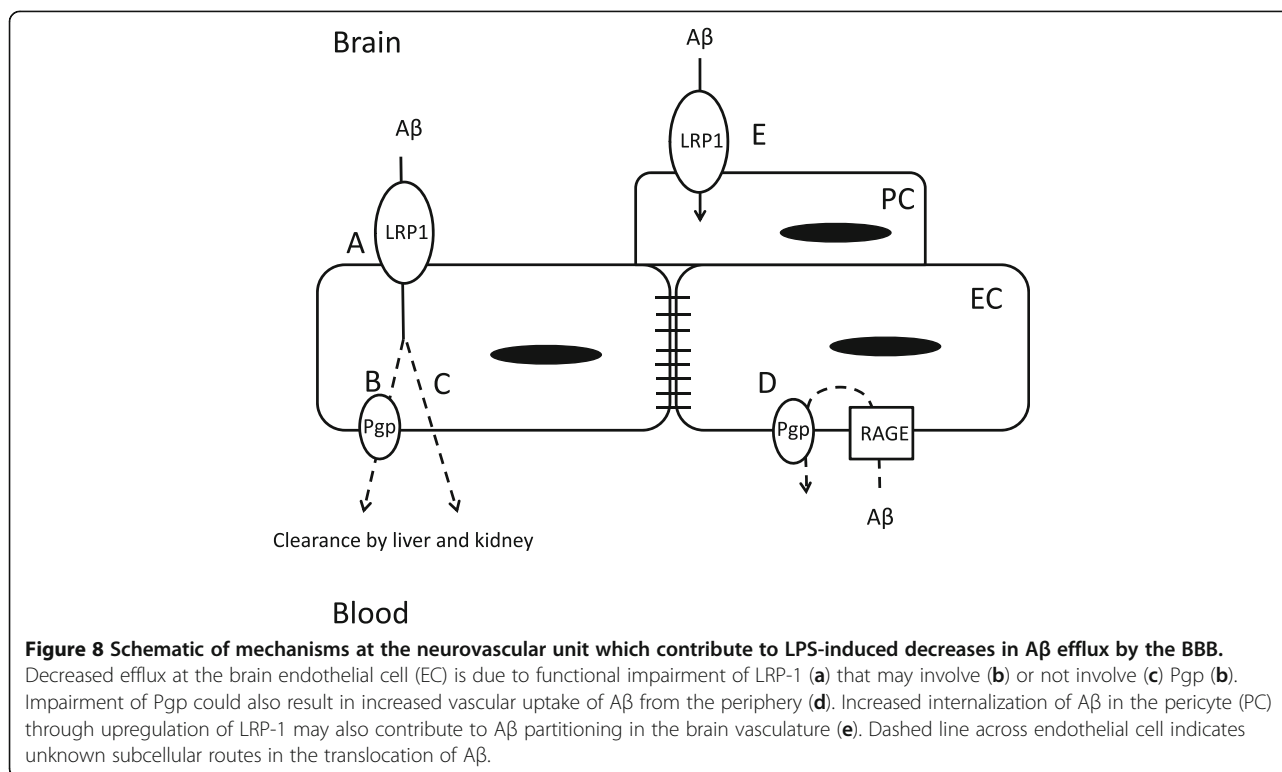 Brain
Aβ
Aβ
LRP1
E
PC
LRP1
A
EC
B
C
D
Pgp
Pgp
RAGE
Aβ
Clearance by liver and kidney
Blood
Figure 8 Schematic of mechanisms at the neurovascular unit which contribute to LPS-induced decreases in Aβ efflux by the BBB.
Decreased efflux at the brain endothelial cell (EC) is due to functional impairment of LRP-1 (a) that may involve (b) or not involve (c) Pgp (b).
Impairment of Pgp could also result in increased vascular uptake of Aβ from the periphery (d). Increased internalization of Aβ in the pericyte (PC)
through upregulation of LRP-1 may also contribute to Aβ partitioning in the brain vasculature (e). Dashed line across endothelial cell indicates
unknown subcellular routes in the translocation of Aβ.